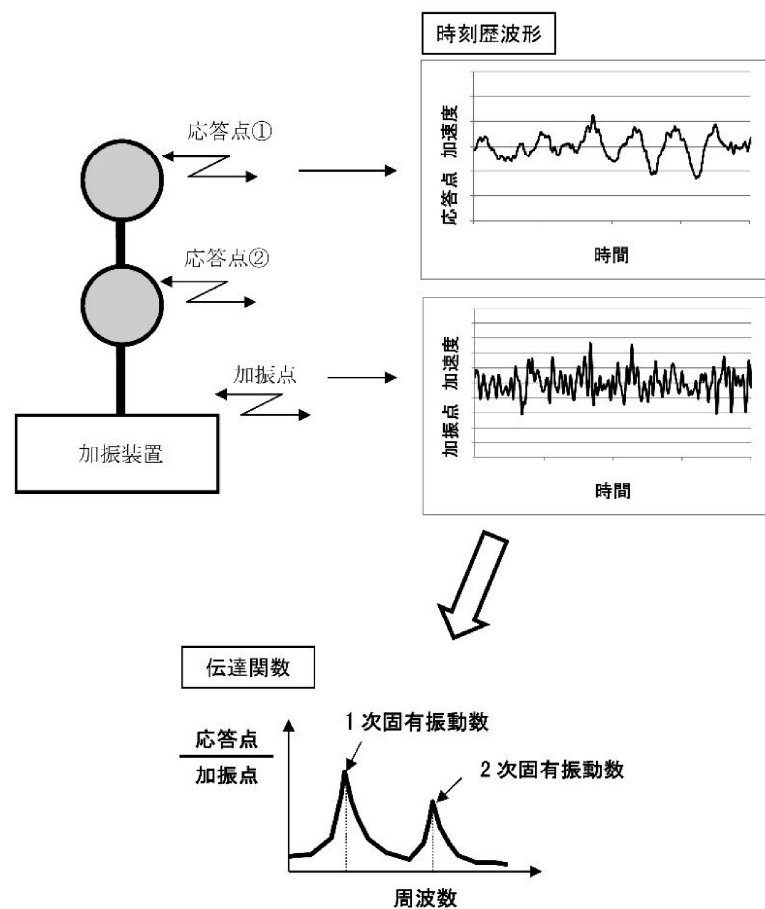 時刻歴波形
応答点①
応答点 加速度
時間
応答点②
加振点
加振点 加速度
時間
加振装置
伝達関数
応答点
加振点
1次固有振動数
2次固有振動数
周波数